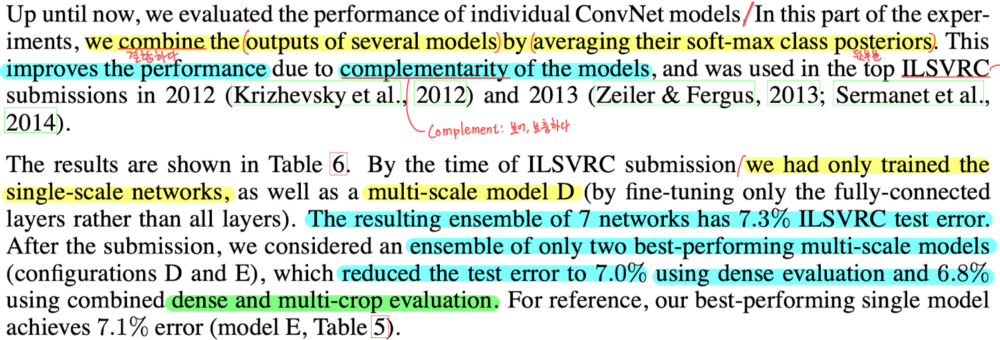 Up until now, we evaluated the performance of individual ConvNet models. In this part of the exper-
iments, we combine the outputs of several models by averaging their soft-max class posteriors. This
결합하다 뒷부분
improves the performance due to complementarity of the models, and was used in the top ILSVRC
submissions in 2012 (Krizhevsky et al., 2012) and 2013 (Zeiler & Fergus, 2013; Sermanet et al.,
2014).
Complement: 보어, 보충하다
The results are shown in Table 6. By the time of ILSVRC submission we had only trained the
single-scale networks, as well as a multi-scale model D (by fine-tuning only the fully-connected
layers rather than all layers). The resulting ensemble of 7 networks has 7.3% ILSVRC test error.
After the submission, we considered an ensemble of only two best-performing multi-scale models
(configurations D and E), which reduced the test error to 7.0% using dense evaluation and 6.8%
using combined dense and multi-crop evaluation. For reference, our best-performing single model
achieves 7.1% error (model E, Table 5).